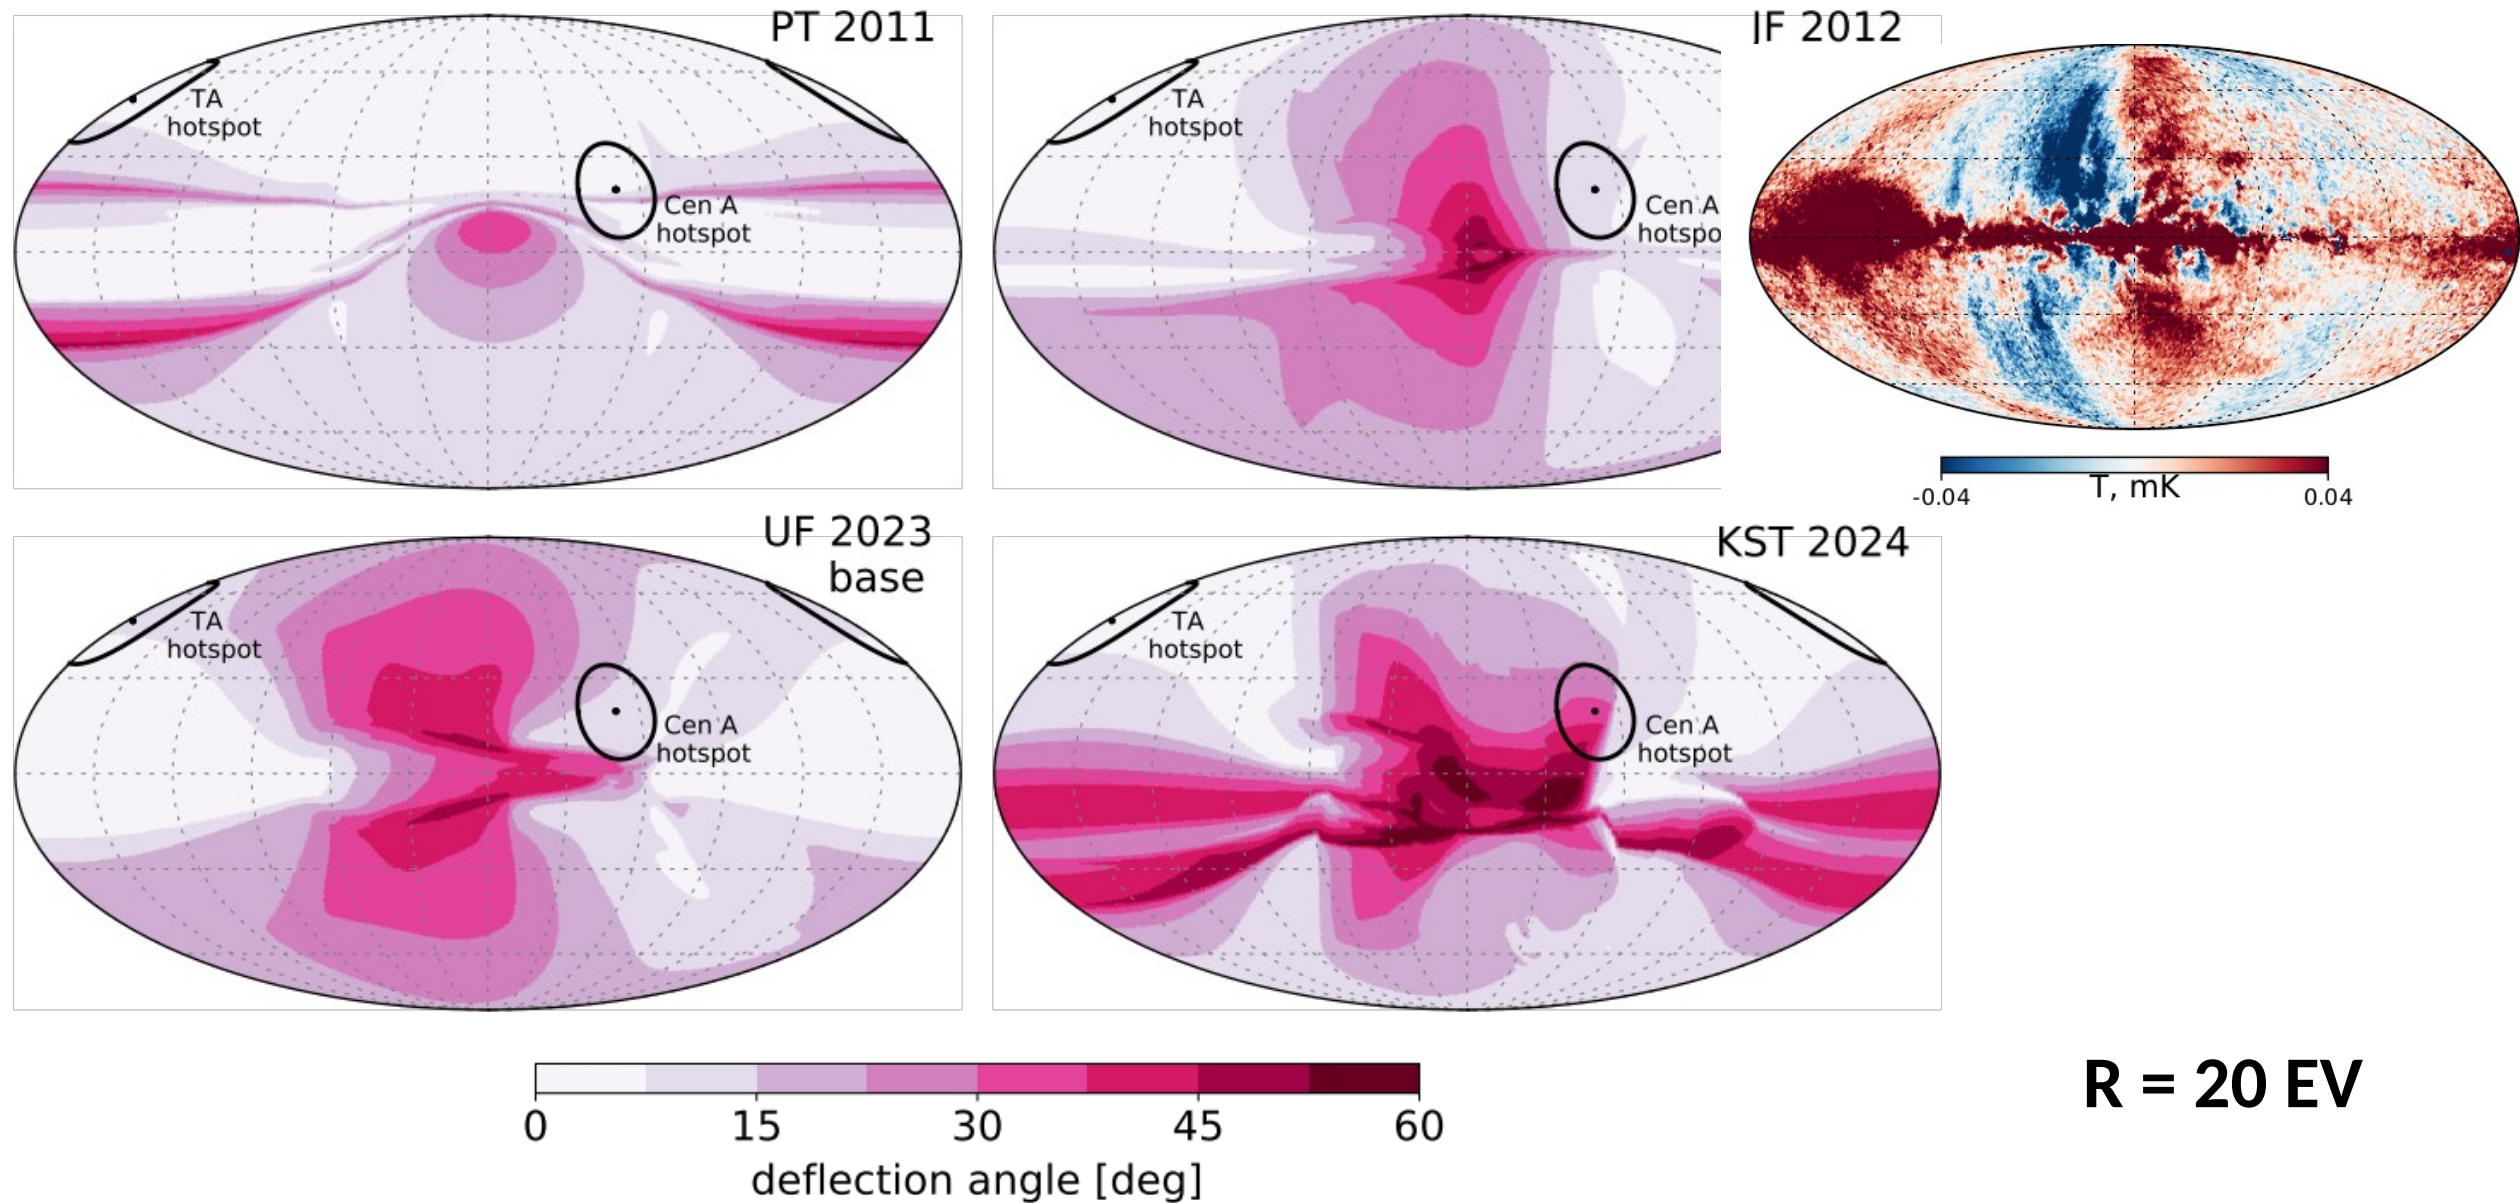 PT 2011
TA
hotspot
Cen A
hotspot
JF 2012
TA
hotspot
Cen A
hotspo
-0.04
T, mK
0.04
UF 2023
base
TA
hotspot
Cen A
hotspot
KST 2024
TA
hotspot
Cen A
hotspot
0
15
30
45
60
deflection angle [deg]
R = 20 EV